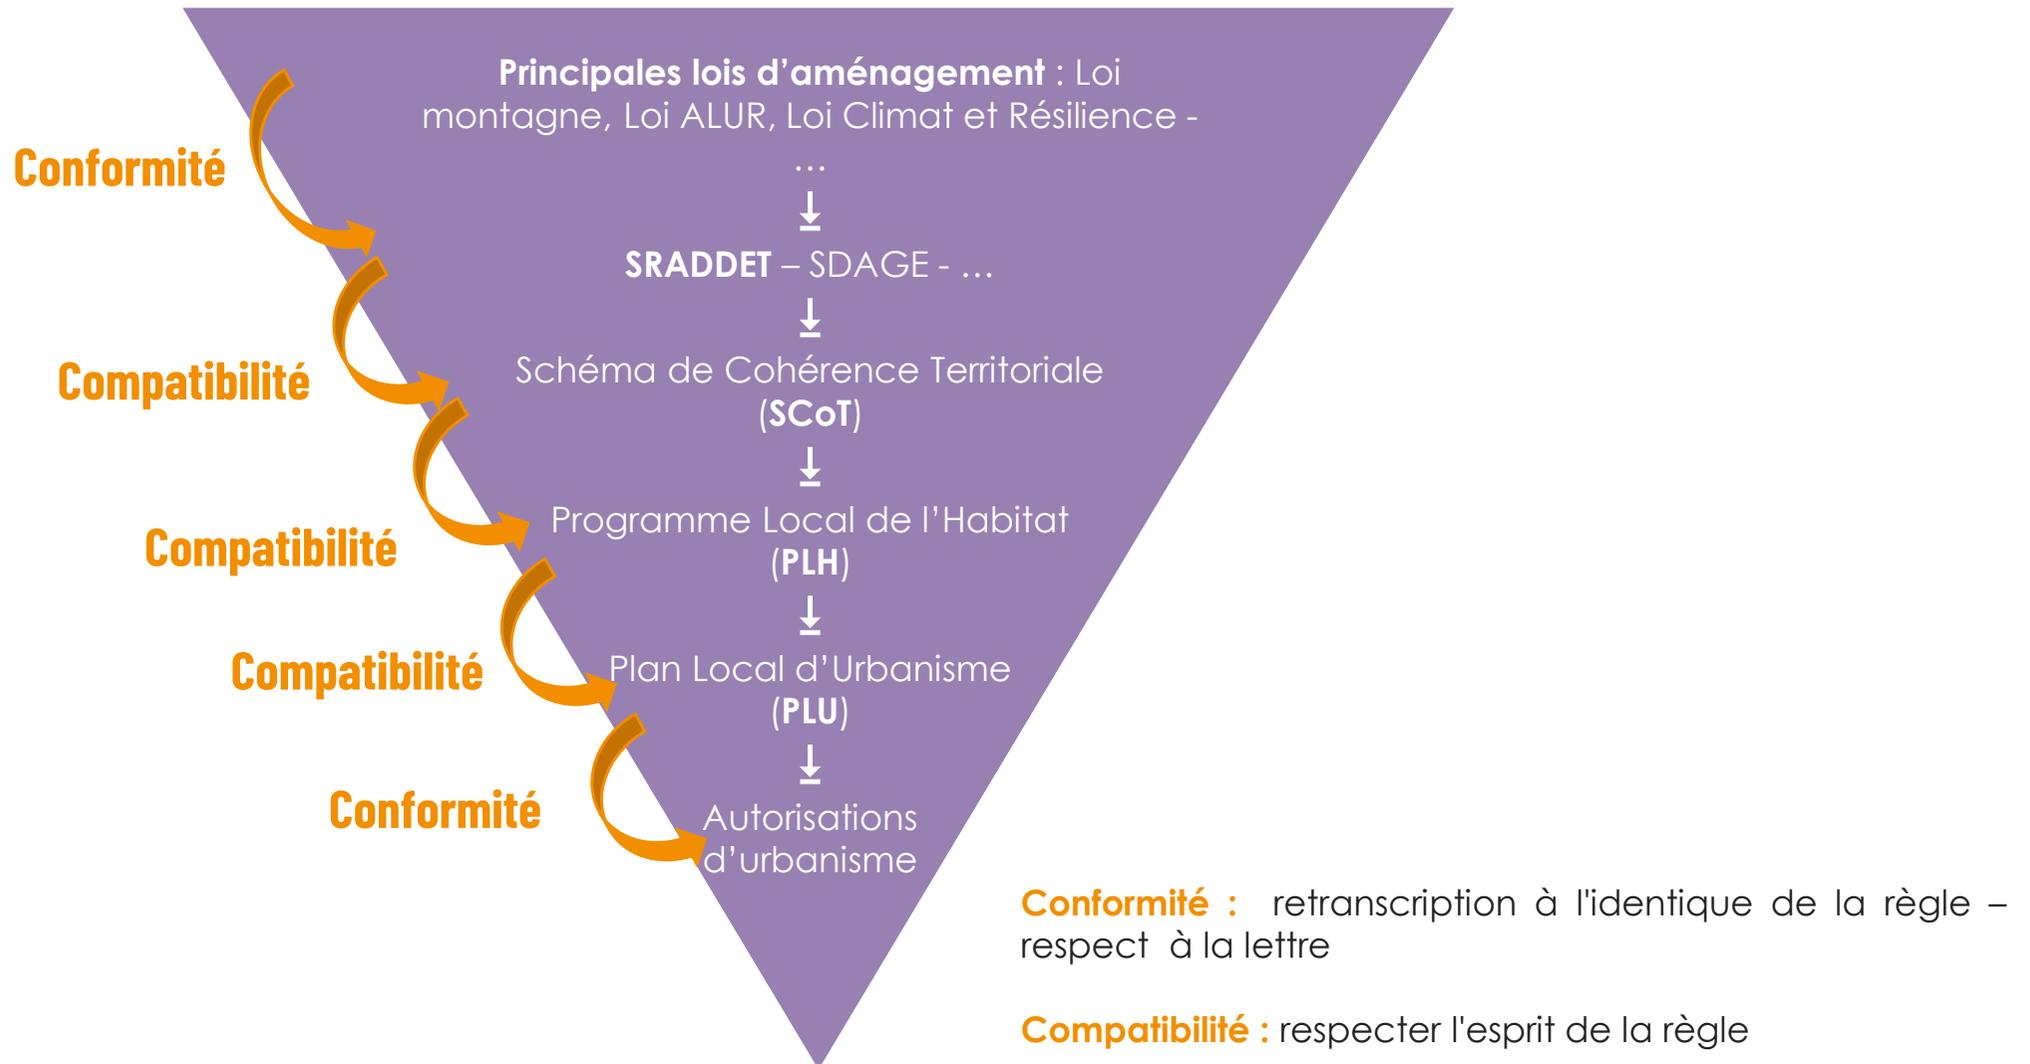 Principales lois d’aménagement : Loi
montagne, Loi ALUR, Loi Climat et Résilience -
…
SRADDET – SDAGE - …
Schéma de Cohérence Territoriale
(SCoT)
Programme Local de l’Habitat
(PLH)
Plan Local d’Urbanisme
(PLU)
Autorisations
d’urbanisme
Conformité
Compatibilité
Compatibilité
Compatibilité
Conformité
Conformité : retranscription à l'identique de la règle –
respect à la lettre
Compatibilité : respecter l'esprit de la règle